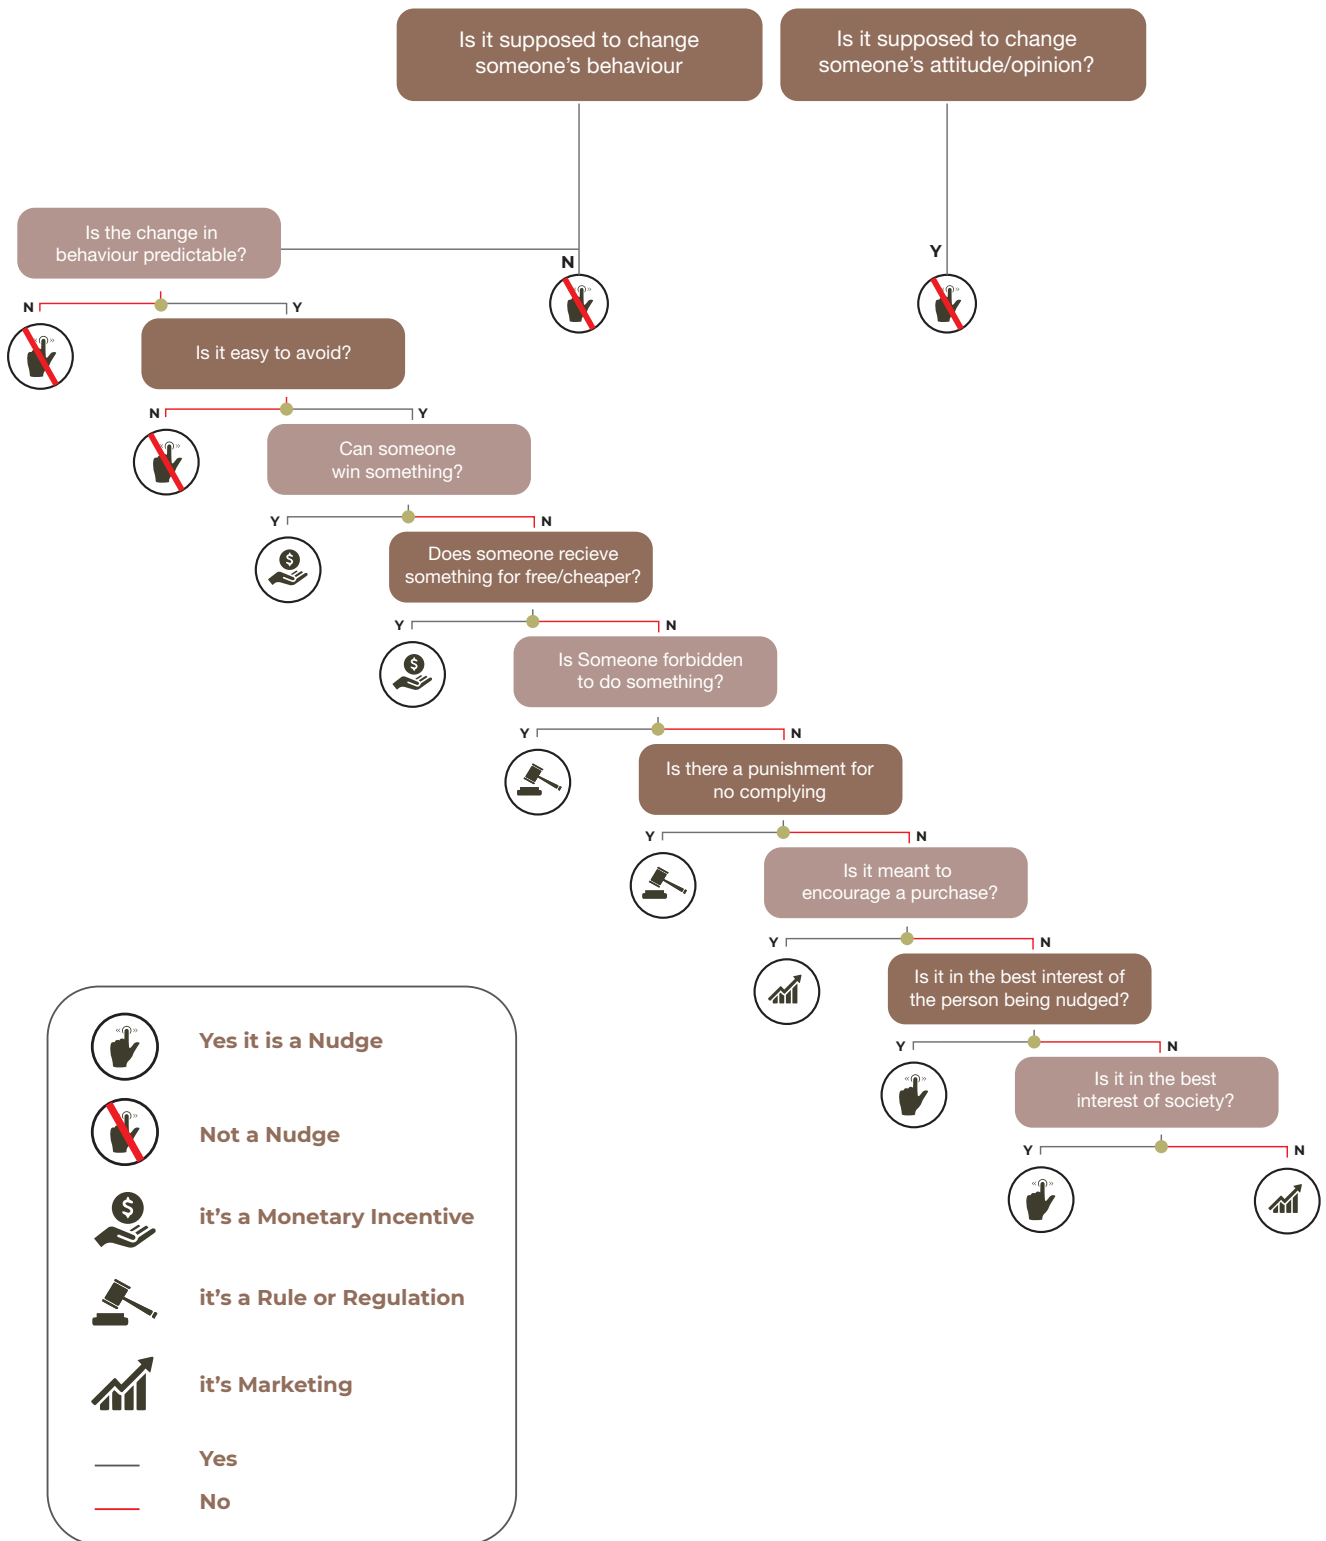 Is it supposed to change
someone's behaviour
Is it supposed to change
someone's attitude/opinion?
Is the change in
behaviour predictable?
N
Y
N
Y
Is it easy to avoid?
N
Y
Can someone
win something?
Y
N
Does someone recieve
something for free/cheaper?
Y
N
Is Someone forbidden
to do something?
Y
N
Is there a punishment for
no complying
Y
N
Is it meant to
encourage a purchase?
Y
N
Is it in the best interest of
the person being nudged?
Y
N
Is it in the best
interest of society?
Y
N
Yes it is a Nudge
Not a Nudge
it's a Monetary Incentive
it's a Rule or Regulation
it's Marketing
Yes
No